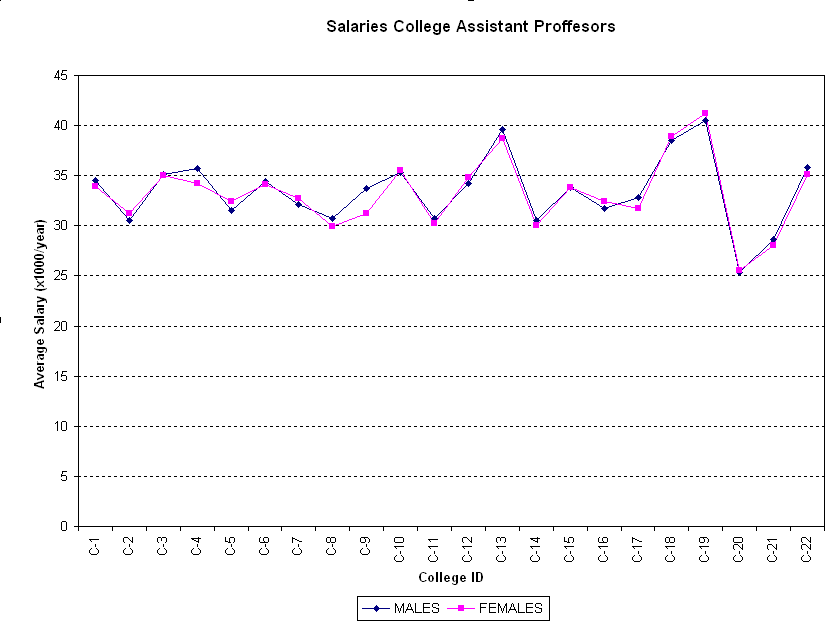 Salaries College Assistant Proffesors
45
40
35
30
25
20
15
10
5
0
Average Salary (x1000/year)
C-1
C-2
C-3
C-4
C-5
C-6
C-7
C-8
C-9
C-10
C-11
C-12
C-13
C-14
C-15
C-16
C-17
C-18
C-19
C-20
C-21
C-22
College ID
MALES FEMALES